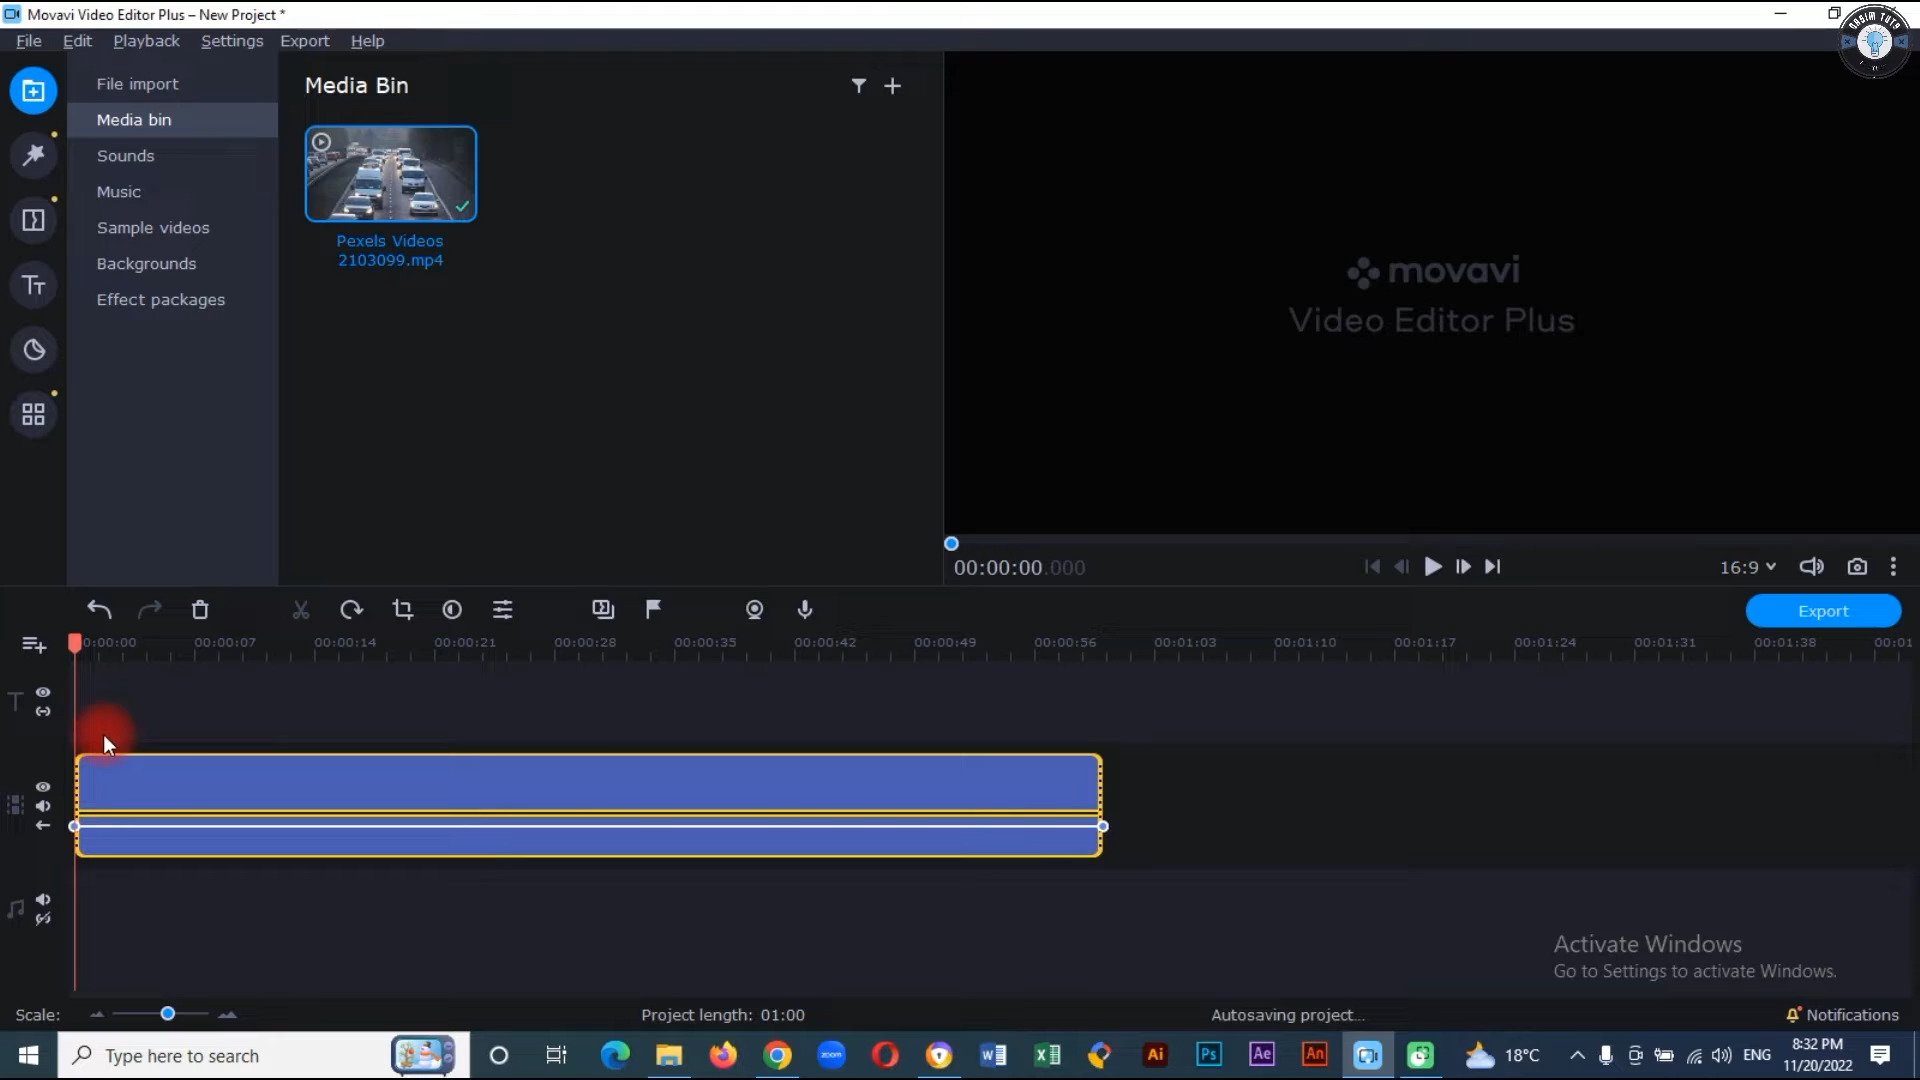 Movavi Video Editor Plus – New Project *
File Edit Playback Settings Export Help
File import
Media bin
Sounds
Music
Sample videos
Backgrounds
Effect packages
Media Bin
Pexels Videos
2103099.mp4
movavi
Video Editor Plus
00:00:00.000
16:9
Export
0:00:00 00:00:07 00:00:14 00:00:21 00:00:28 00:00:35 00:00:42 00:00:49 00:00:56 00:01:03 00:01:10 00:01:17 00:01:24 00:01:31 00:01:38 00:01
Activate Windows
Go to Settings to activate Windows.
Scale:
Project length: 01:00
Autosaving project...
Notifications
Type here to search
zoom
Ai
Ps
Ae
An
18°C
ENG
8:32 PM
11/20/2022